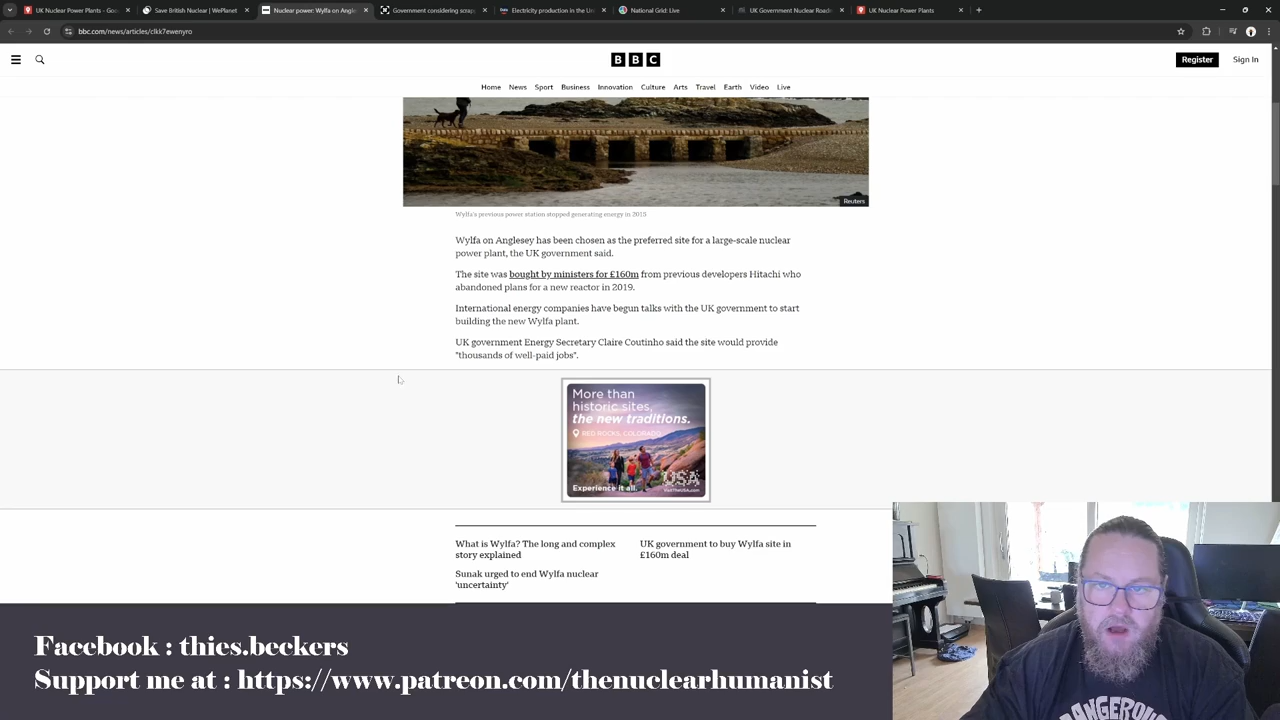 UK Nuclear Power Plants - Goo
Save British Nuclear | WePlanet
Nuclear power: Wylfa on Angle
Government considering scrap
Electricity production in the Un
National Grid: Live
UK Government Nuclear Roadm
UK Nuclear Power Plants
bbc.com/news/articles/clkk7ewenyro
BBC
Register
Sign In
Home News Sport Business Innovation Culture Arts Travel Earth Video Live
Reuters
Wylfa's previous power station stopped generating energy in 2015
Wylfa on Anglesey has been chosen as the preferred site for a large-scale nuclear
power plant, the UK government said.
The site was bought by ministers for £160m from previous developers Hitachi who
abandoned plans for a new reactor in 2019.
International energy companies have begun talks with the UK government to start
building the new Wylfa plant.
UK government Energy Secretary Claire Coutinho said the site would provide
"thousands of well-paid jobs".
More than
historic sites,
the new traditions.
RED ROCKS, COLORADO
Experience it all.
USA
VisitTheUSA.com
What is Wylfa? The long and complex
story explained
UK government to buy Wylfa site in
£160m deal
Sunak urged to end Wylfa nuclear
'uncertainty'
Facebook : thies.beckers
Support me at : https://www.patreon.com/thenuclearhumanist
DANGEROUS